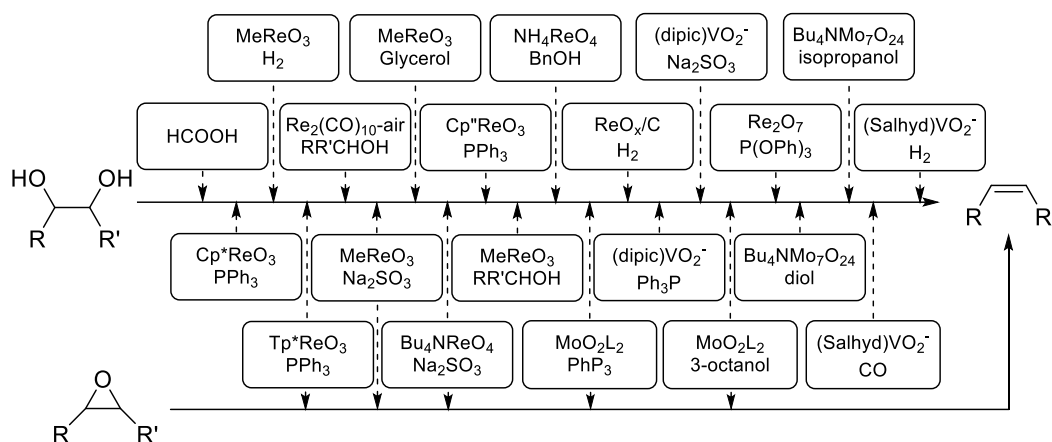 MeReO₃
H₂
MeReO₃
Glycerol
NH₄ReO₄
BnOH
(dipic)VO₂⁻
Na₂SO₃
Bu₄NMo₇O₂₄
isopropanol
HCOOH
Re₂(CO)₁₀-air
RR'CHOH
Cp"ReO₃
PPh₃
ReOₓ/C
H₂
Re₂O₇
P(OPh)₃
(Salhyd)VO₂⁻
H₂
HO
OH
R
R'
R
R
Cp*ReO₃
PPh₃
MeReO₃
Na₂SO₃
MeReO₃
RR'CHOH
(dipic)VO₂⁻
Ph₃P
Bu₄NMo₇O₂₄
diol
Tp*ReO₃
PPh₃
Bu₄NReO₄
Na₂SO₃
MoO₂L₂
PhP₃
MoO₂L₂
3-octanol
(Salhyd)VO₂⁻
CO
O
R
R'